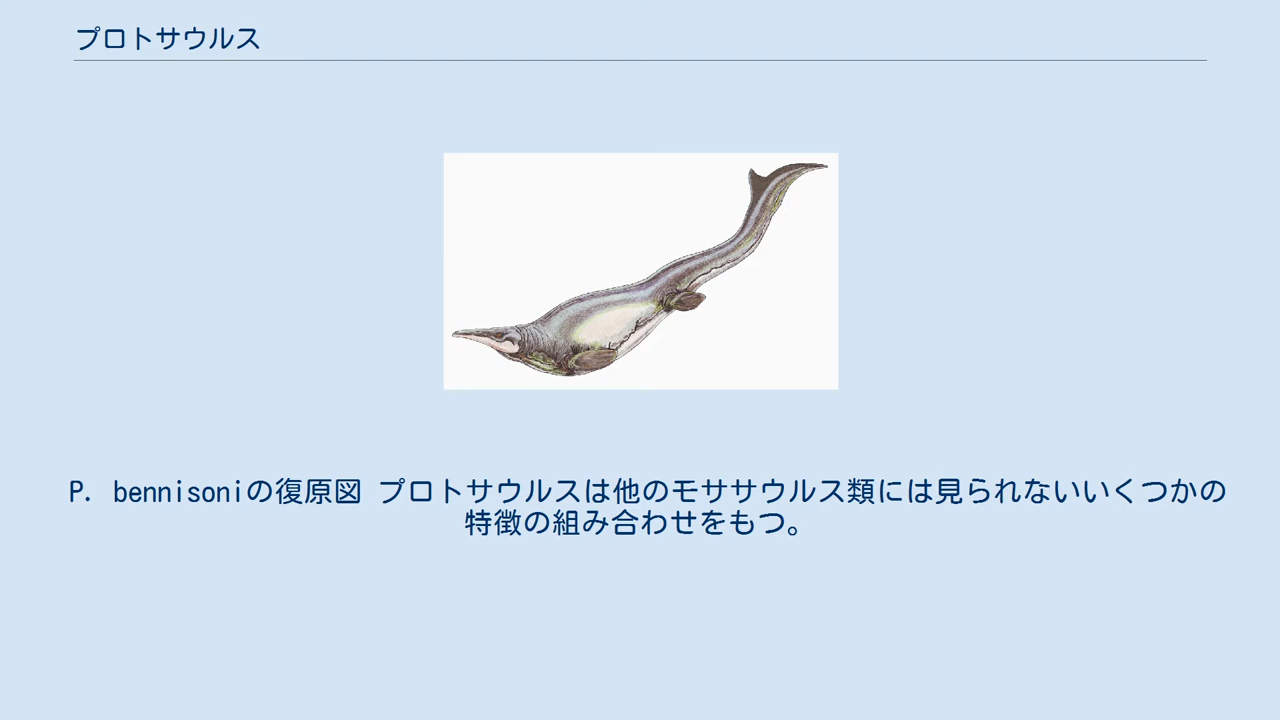 プロトサウルス
P. bennisoniの復原図 プロトサウルスは他のモササウルス類には見られないいくつかの
特徴の組み合わせをもつ。